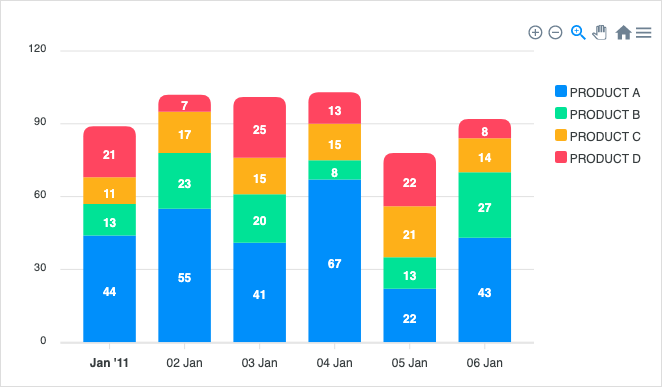 120
90
60
30
0
21
11
13
44
7
17
23
55
25
15
20
41
13
15
8
67
22
21
13
22
8
14
27
43
Jan '11
02 Jan
03 Jan
04 Jan
05 Jan
06 Jan
PRODUCT A
PRODUCT B
PRODUCT C
PRODUCT D